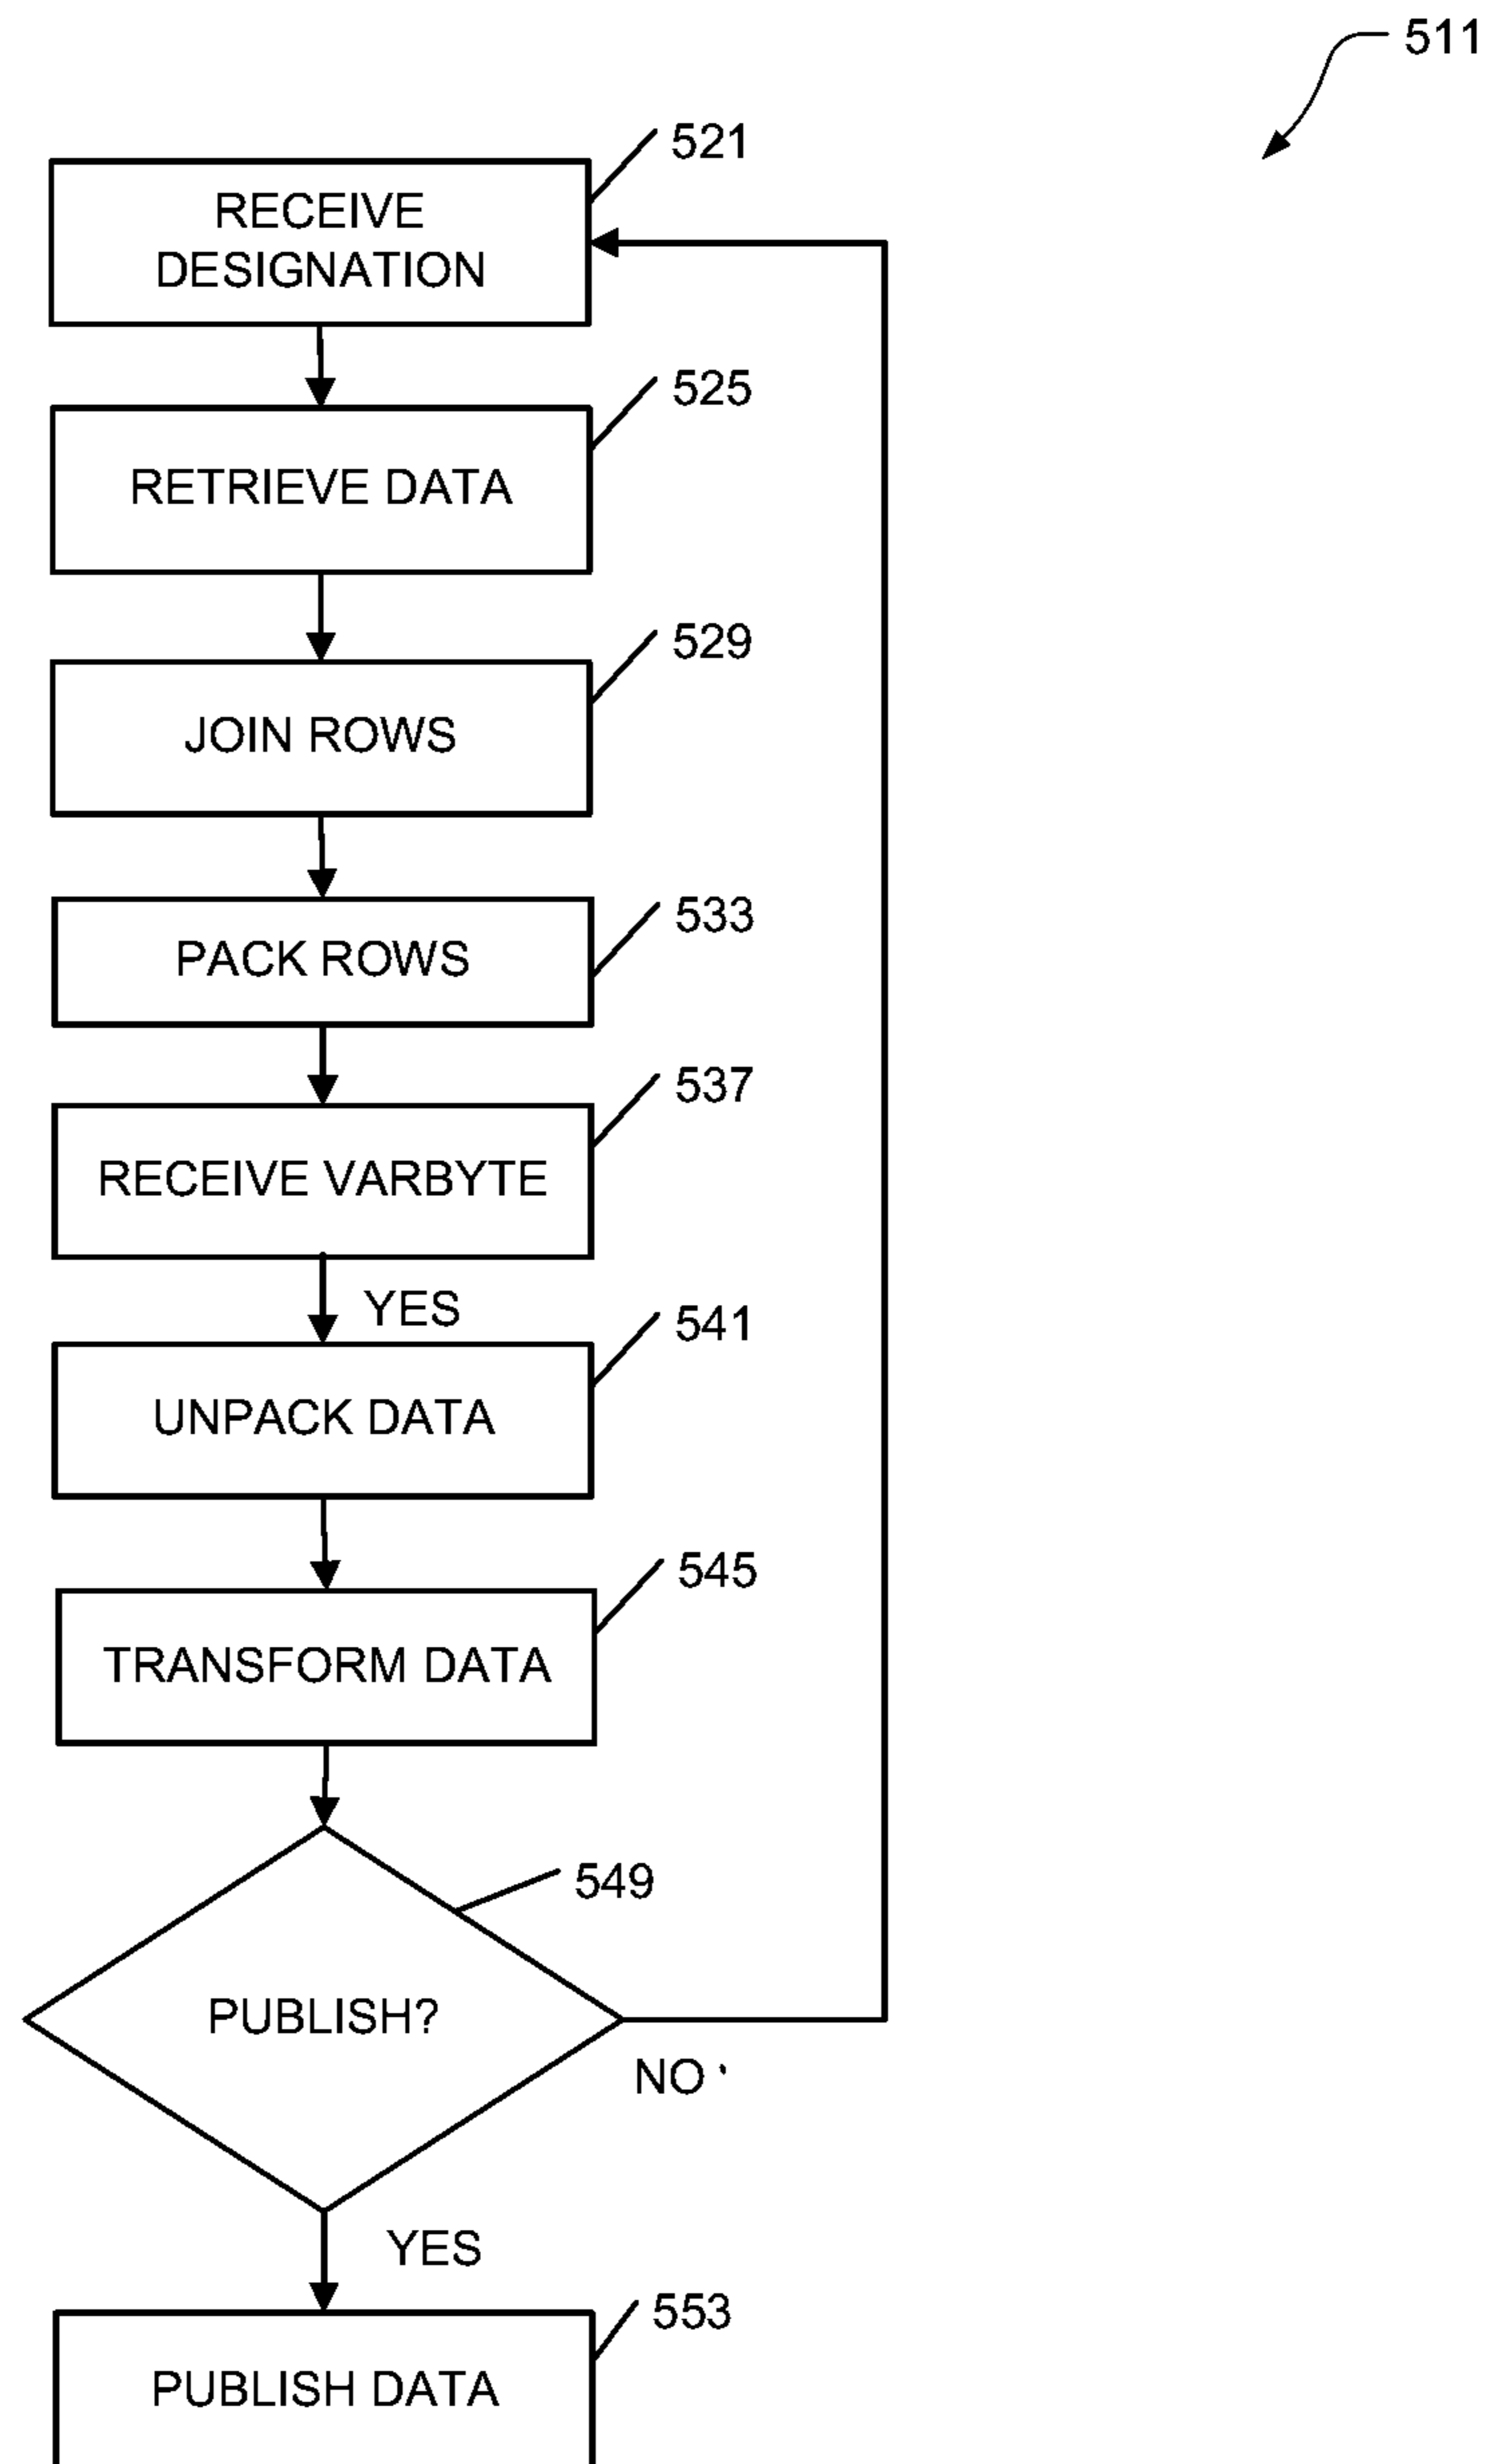 511
521
RECEIVE
DESIGNATION
525
RETRIEVE DATA
529
JOIN ROWS
533
PACK ROWS
537
RECEIVE VARBYTE
YES
541
UNPACK DATA
545
TRANSFORM DATA
549
PUBLISH?
NO
YES
553
PUBLISH DATA